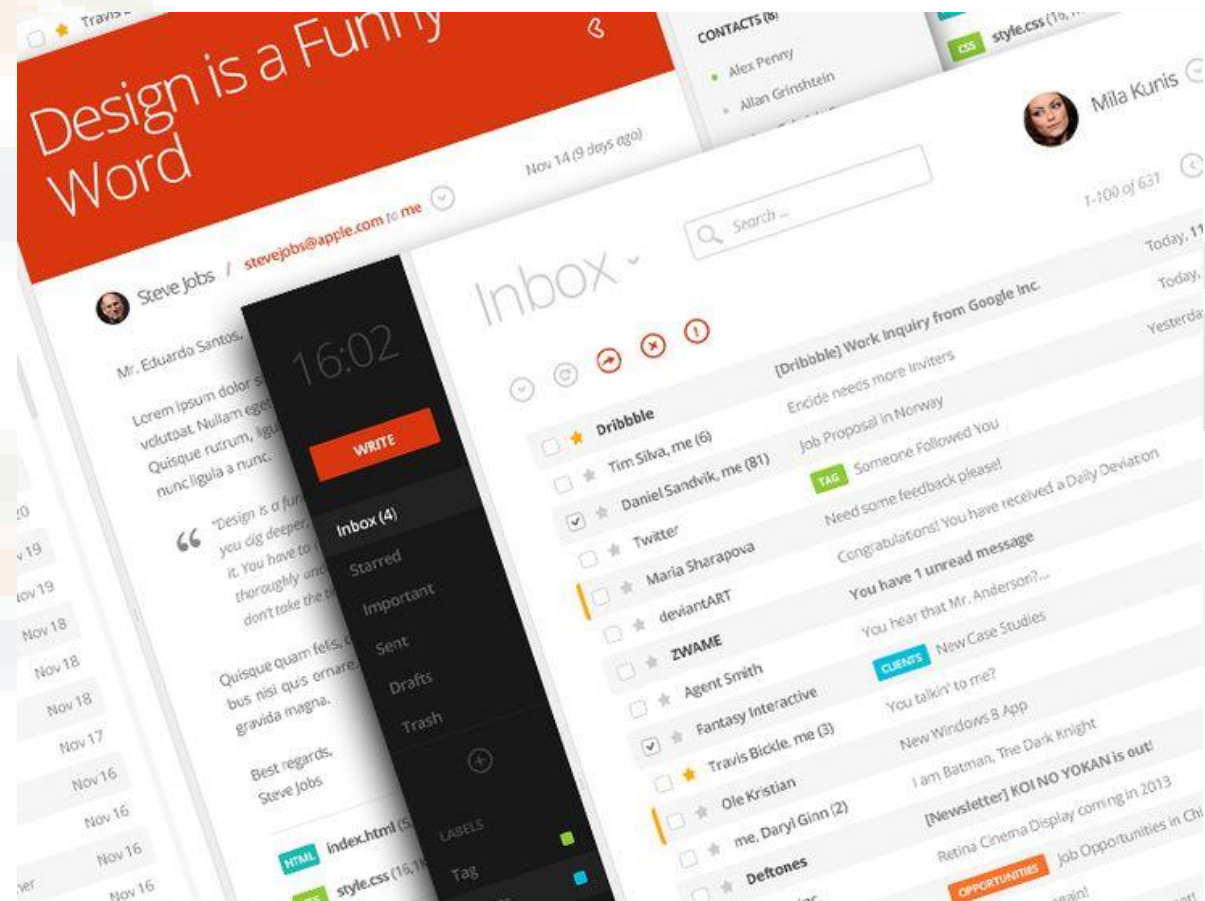 Design is a Funny
Word
Nov 14 (9 days ago)
Steve Jobs / stevejobs@apple.com to me
Mr. Eduardo Santos,
Lorem ipsum dolor
volutpat. Nullam eget
Quisque rutrum,
nunc ligula a nunc.
"Design is a
you dig deeper,
it. You have to
thoroughly
don't take the
Quisque quam felis,
bus nisi quis ornare
gravida magna.
Best regards,
Steve Jobs
HTML index.html
style.css (16,1
Nov 19
Nov 18
Nov 18
Nov 18
Nov 17
Nov 16
Nov 16
Nov 16
Nov 16
CONTACTS (8)
Alex Penny
Allan Grinshtein
CSS style.css (16,1
16:02
WRITE
Inbox (4)
Starred
Important
Sent
Drafts
Trash
LABELS
Tag
Inbox
Search ...
Mila Kunis
1-100 of 631
Dribbble [Dribbble] Work Inquiry from Google Inc. Today, 11
Tim Silva, me (6) Encide needs more Inviters Today,
Daniel Sandvik, me (81) Job Proposal in Norway
Twitter TAG Someone Followed You
Maria Sharapova Need some feedback please!
deviantART Congratulations! You have received a Daily Deviation
ZWAME You have 1 unread message
Agent Smith You hear that Mr. Anderson?...
Fantasy Interactive CLIENTS New Case Studies
Travis Bickle, me (3) You talkin' to me?
Ole Kristian New Windows 8 App
me, Daryl Ginn (2) I am Batman, The Dark Knight
Deftones [Newsletter] KOI NO YOKAN is out!
Retina Cinema Display coming in 2013
OPPORTUNITIES Job Opportunities in